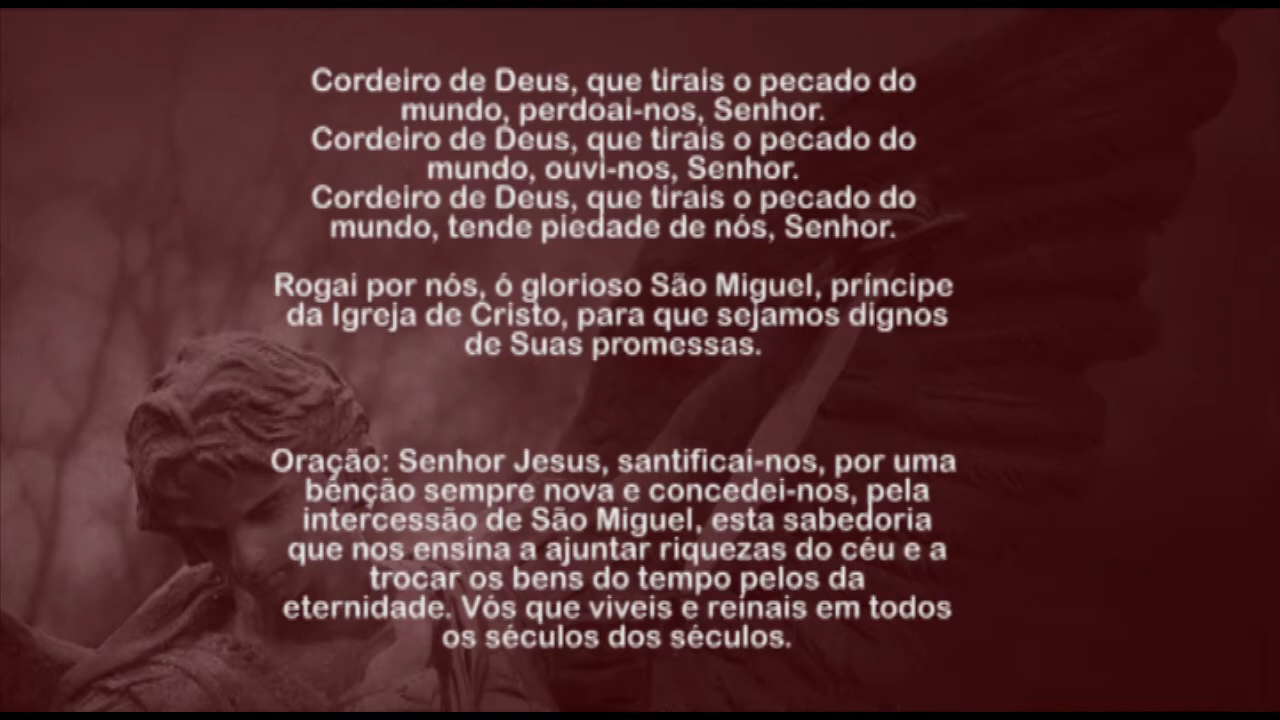 Cordeiro de Deus, que tirais o pecado do
mundo, perdoai-nos, Senhor.
Cordeiro de Deus, que tirais o pecado do
mundo, ouvi-nos, Senhor.
Cordeiro de Deus, que tirais o pecado do
mundo, tende piedade de nós, Senhor.
Rogai por nós, ó glorioso São Miguel, príncipe
da Igreja de Cristo, para que sejamos dignos
de Suas promessas.
Oração: Senhor Jesus, santificai-nos, por uma
bênção sempre nova e concedei-nos, pela
intercessão de São Miguel, esta sabedoria
que nos ensina a ajuntar riquezas do céu e a
trocar os bens do tempo pelos da
eternidade. Vós que viveis e reinais em todos
os séculos dos séculos.